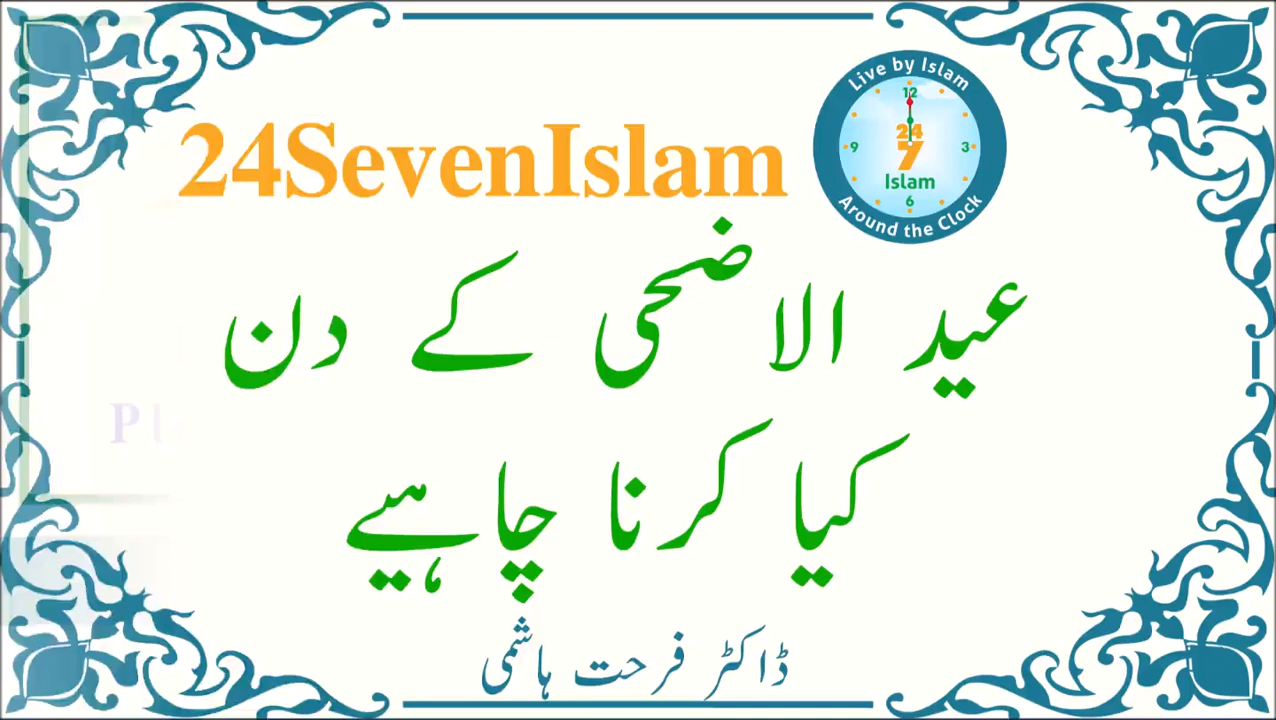 24SevenIslam
Live by Islam
12
9
3
24
7
Islam
6
Around the Clock
عید الاضحی کے دن
کیا کرنا چاہیے
Pl
ڈاکٹر فرحت ہاشمی